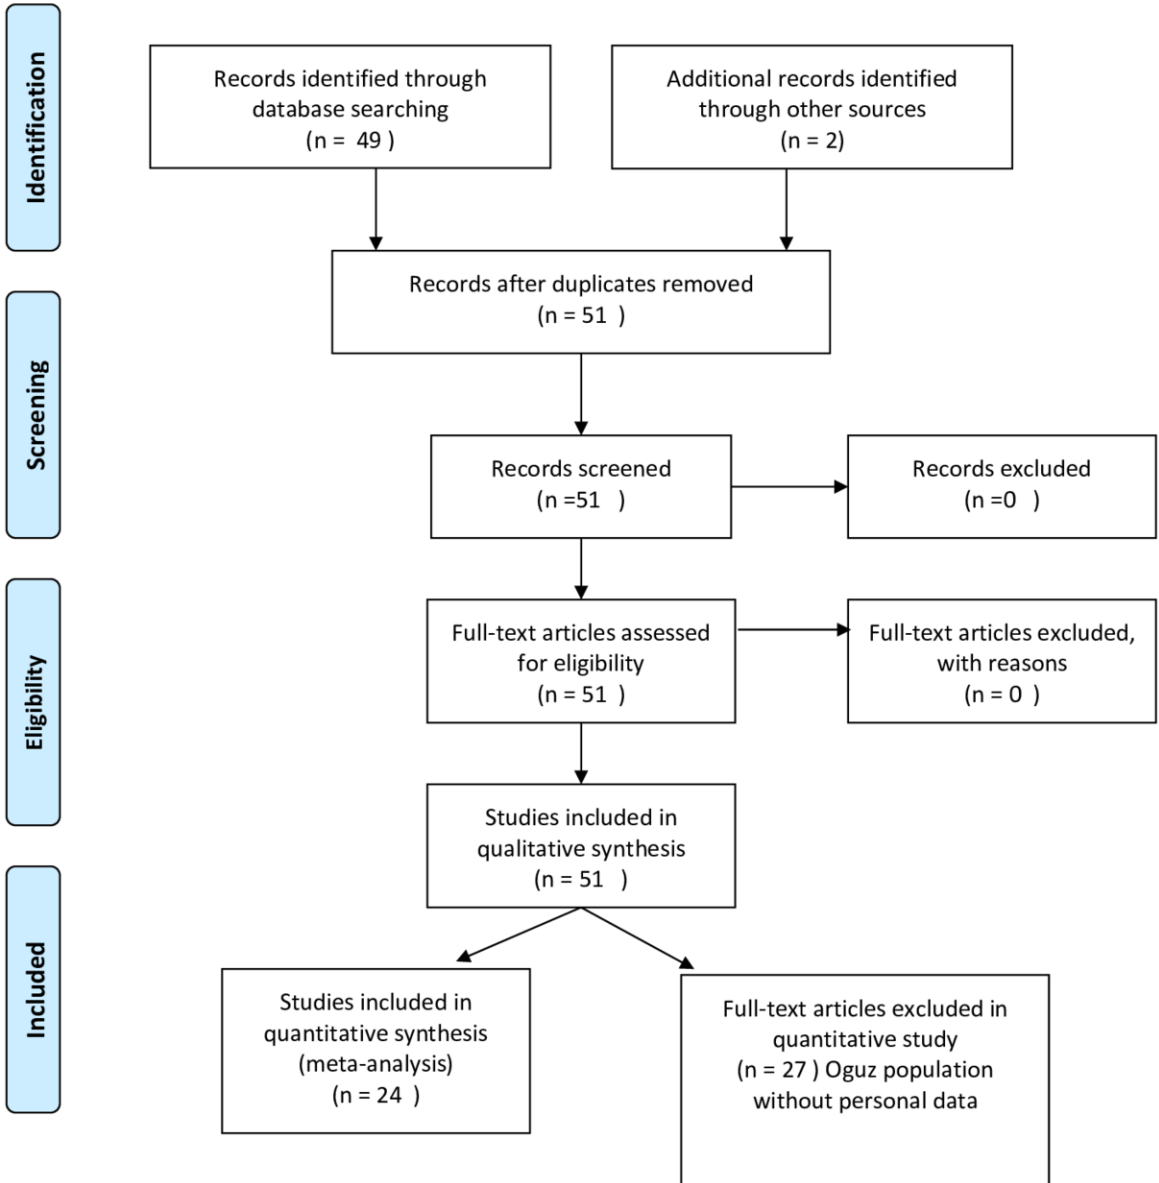 Identification
Records identified through
database searching
(n = 49 )
Additional records identified
through other sources
(n = 2)
Records after duplicates removed
(n = 51 )
Screening
Records screened
(n =51 )
Records excluded
(n =0 )
Eligibility
Full-text articles assessed
for eligibility
(n = 51 )
Full-text articles excluded,
with reasons
(n = 0 )
Studies included in
qualitative synthesis
(n = 51 )
Included
Studies included in
quantitative synthesis
(meta-analysis)
(n = 24 )
Full-text articles excluded in
quantitative study
(n = 27 ) Oguz population
without personal data